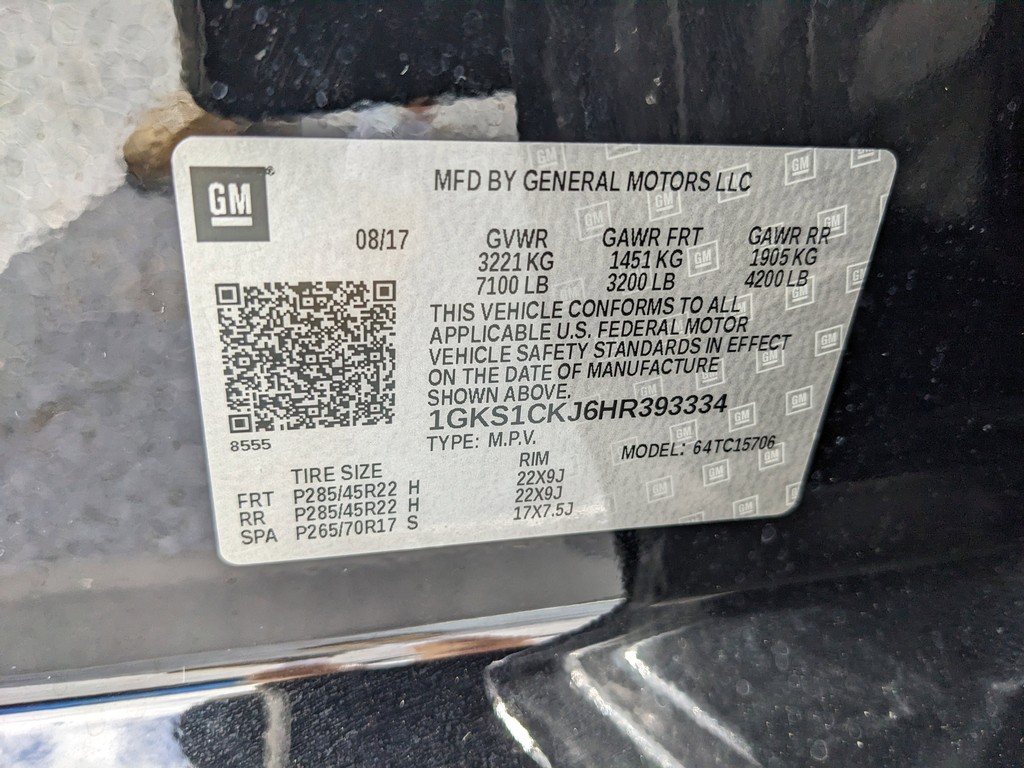 GM
MFD BY GENERAL MOTORS LLC
08/17 GVWR GAWR FRT GAWR RR
3221 KG 1451 KG 1905 KG
7100 LB 3200 LB 4200 LB
THIS VEHICLE CONFORMS TO ALL
APPLICABLE U.S. FEDERAL MOTOR
VEHICLE SAFETY STANDARDS IN EFFECT
ON THE DATE OF MANUFACTURE
SHOWN ABOVE.
1GKS1CKJ6HR393334
8555 TYPE: M.P.V. MODEL: 64TC15706
TIRE SIZE RIM
FRT P285/45R22 H 22X9J
RR P285/45R22 H 22X9J
SPA P265/70R17 S 17X7.5J